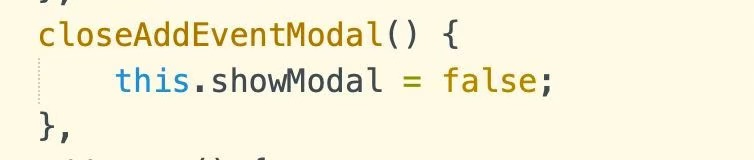 closeAddEventModal() {
    this.showModal = false;
},